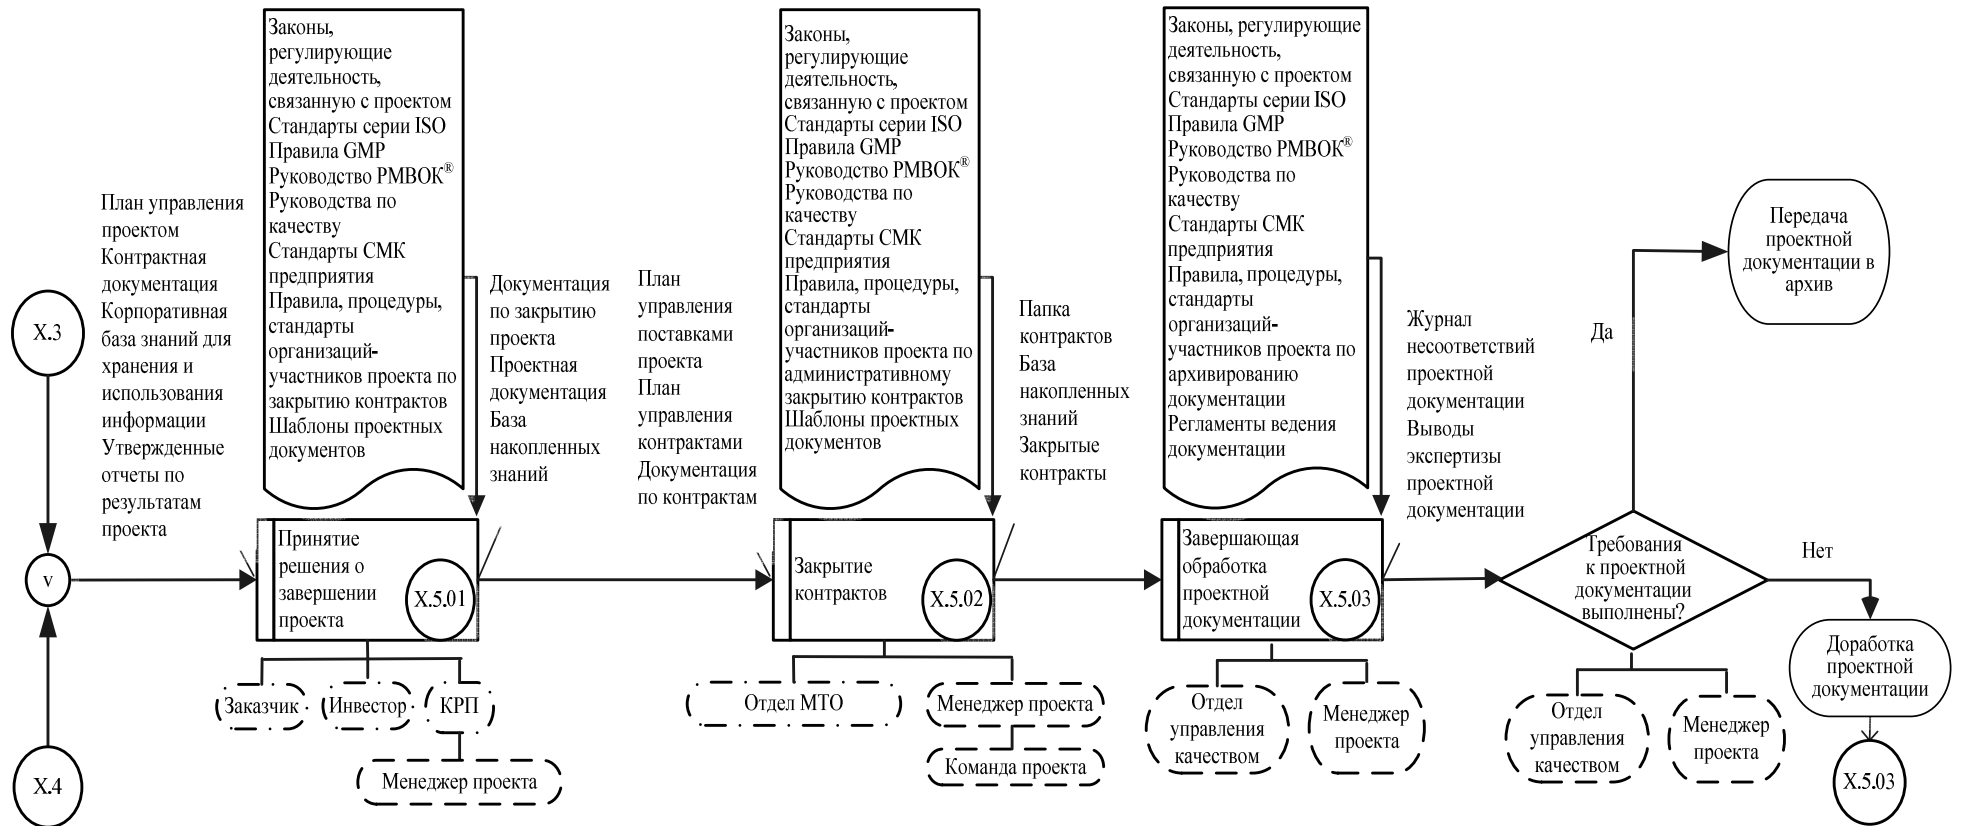 X.3
X.4
v
План управления
проектом
Контрактная
документация
Корпоративная
база знаний для
хранения и
использования
информации
Утвержденные
отчеты по
результатам
проекта
Законы,
регулирующие
деятельность,
связанную с проектом
Стандарты серии ISO
Правила GMP
Руководство PMBOK®
Руководства по
качеству
Стандарты СМК
предприятия
Правила, процедуры,
стандарты
организаций-
участников проекта по
закрытию контрактов
Шаблоны проектных
документов
Принятие
решения о
завершении
проекта
X.5.01
Заказчик
Инвестор
КРП
Менеджер проекта
Документация
по закрытию
проекта
Проектная
документация
База
накопленных
знаний
План
управления
поставками
проекта
План
управления
контрактами
Документация
по контрактам
Законы,
регулирующие
деятельность,
связанную с проектом
Стандарты серии ISO
Правила GMP
Руководство PMBOK®
Руководства по
качеству
Стандарты СМК
предприятия
Правила, процедуры,
стандарты
организаций-
участников проекта по
административному
закрытию контрактов
Шаблоны проектных
документов
Закрытие
контрактов
X.5.02
Отдел МТО
Менеджер проекта
Команда проекта
Папка
контрактов
База
накопленных
знаний
Закрытые
контракты
Законы, регулирующие
деятельность,
связанную с проектом
Стандарты серии ISO
Правила GMP
Руководство PMBOK®
Руководства по
качеству
Стандарты СМК
предприятия
Правила, процедуры,
стандарты
организаций-
участников проекта по
архивированию
документации
Регламенты ведения
документации
Завершающая
обработка
проектной
документации
X.5.03
Отдел
управления
качеством
Менеджер
проекта
Журнал
несоответствий
проектной
документации
Выводы
экспертизы
проектной
документации
Требования
к проектной
документации
выполнены?
Да
Нет
Отдел
управления
качеством
Менеджер
проекта
Передача
проектной
документации в
архив
Доработка
проектной
документации
X.5.03